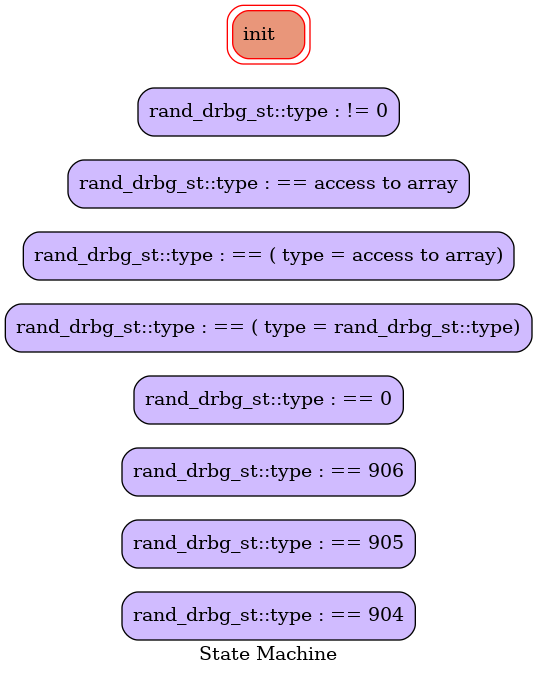 init
rand_drbg_st::type : != 0
rand_drbg_st::type : == access to array
rand_drbg_st::type : == ( type = access to array)
rand_drbg_st::type : == ( type = rand_drbg_st::type)
rand_drbg_st::type : == 0
rand_drbg_st::type : == 906
rand_drbg_st::type : == 905
rand_drbg_st::type : == 904
State Machine